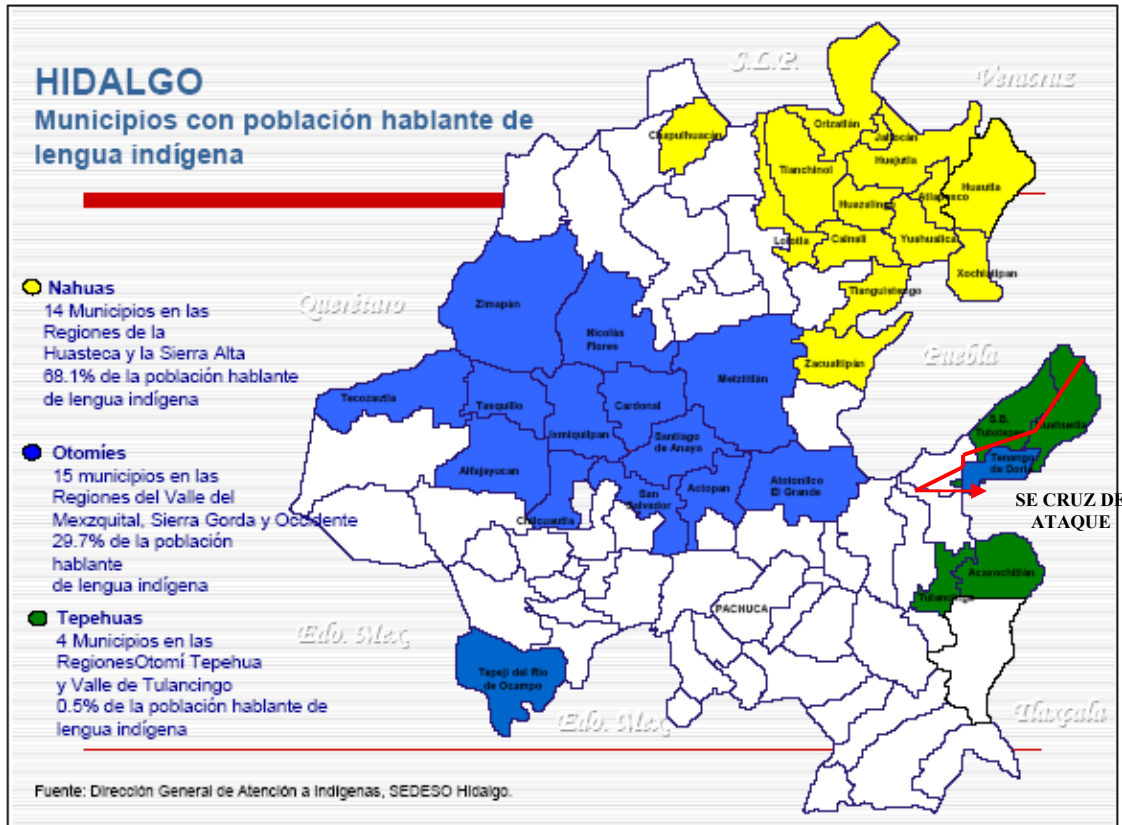 HIDALGO
Municipios con población hablante de
lengua indígena
S.L.P.
Veracruz
Querétaro
Puebla
Edo. Mex
Edo. Mex
Tlaxcala
Nahuas
14 Municipios en las
Regiones de la
Huasteca y la Sierra Alta
68.1% de la población hablante
de lengua indígena
Otomíes
15 municipios en las
Regiones del Valle del
Mexzquital, Sierra Gorda y Occidente
29.7% de la población
hablante
de lengua indígena
Tepehuas
4 Municipios en las
RegionesOtomí Tepehua
y Valle de Tulancingo
0.5% de la población hablante de
lengua indígena
Chapulhuacán
Orizatlán
Jaltocán
Tlanchinol
Huejutla
Huautla
Huazalingo
Lolotla
Calnali
Yuahualica
Xochiatipan
Tianguistengo
Zacualtipán
Zimapán
Nicolás
Flores
Metztitlán
Tecozautla
Tasquillo
Cardonal
Ixmiquilpan
Santiago
de Anaya
Alfajayucan
San
Salvador
Actopan
Atotonilco
El Grande
Chilcuautla
S.B.
Tenango
de Doria
SE CRUZ DE
ATAQUE
Acaxochitlán
PACHUCA
Tepeji del Rio
de Ocampo
Fuente: Dirección General de Atención a Indígenas, SEDESO Hidalgo.